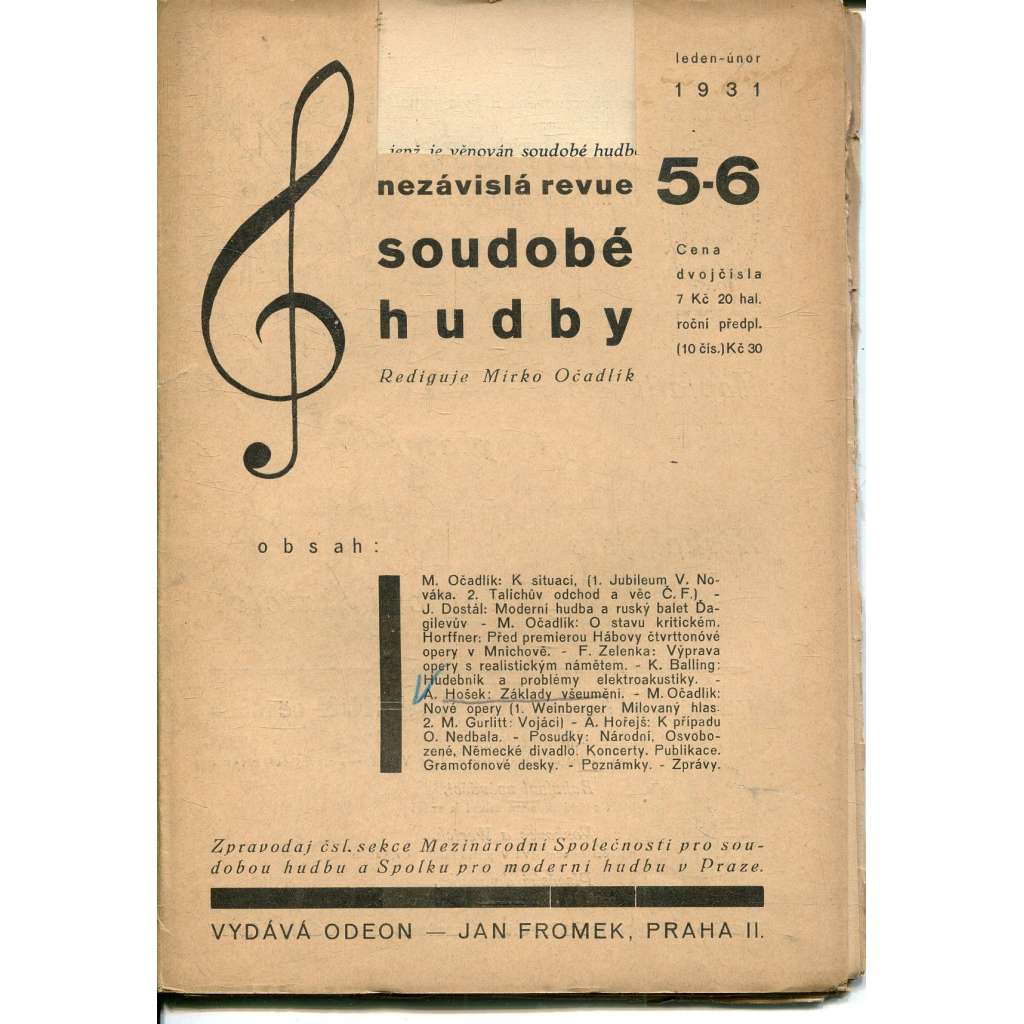 leden-únor
1931
jenž je věnován soudobé hudbě
nezávislá revue 5-6
soudobé
hudby
Rediguje Mirko Očadlík
Cena
dvojčísla
7 Kč 20 hal.
roční předpl.
(10 čís.) Kč 30
obsah:
M. Očadlík: K situaci, (1. Jubileum V. No-
váka. 2. Talichův odchod a věc Č. F.) -
J. Dostál: Moderní hudba a ruský balet Ďa-
gilevův - M. Očadlík: O stavu kritickém.
Horffner: Před premierou Hábovy čtvrttonóvé
opery v Mnichově. - F. Zelenka: Výprava
opery s realistickým námětem. - K. Balling:
Hudebník a problémy elektroakustiky. -
A. Hošek: Základy všeumění. - M. Očadlík:
Nové opery (1. Weinberger Milovaný hlas.
2. M. Gurlitt: Vojáci) - A. Hořejš: K případu
O. Nedbala. - Posudky: Národní, Osvobo-
zené, Německé divadlo. Koncerty. Publikace.
Gramofonové desky. - Poznámky. - Zprávy.
Zpravodaj čsl. sekce Mezinárodní Společnosti pro sou-
dobou hudbu a Spolku pro moderní hudbu v Praze.
VYDÁVÁ ODEON — JAN FROMEK, PRAHA II.